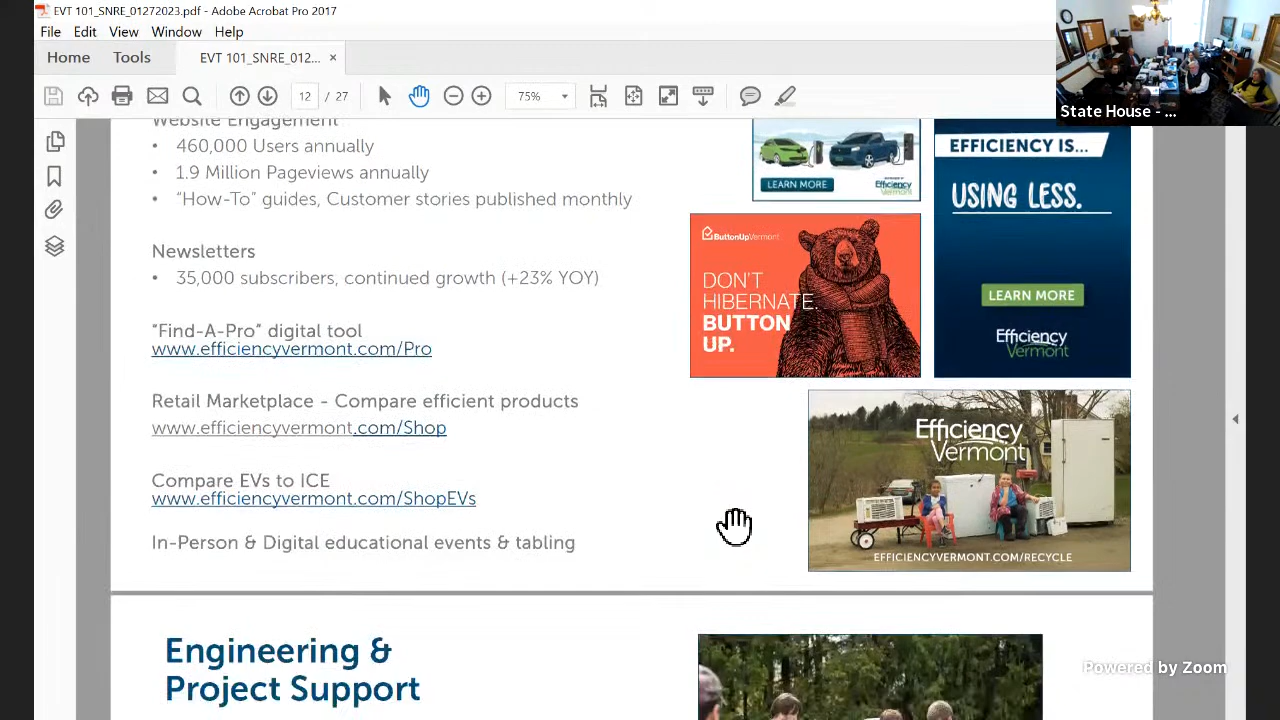 EVT 101_SNRE_01272023.pdf - Adobe Acrobat Pro 2017
File Edit View Window Help
Home Tools EVT 101_SNRE_012... ×
12 / 27 75%
State House - ...
Website Engagement
• 460,000 Users annually
• 1.9 Million Pageviews annually
• “How-To” guides, Customer stories published monthly
Newsletters
• 35,000 subscribers, continued growth (+23% YOY)
“Find-A-Pro” digital tool
www.efficiencyvermont.com/Pro
Retail Marketplace - Compare efficient products
www.efficiencyvermont.com/Shop
Compare EVs to ICE
www.efficiencyvermont.com/ShopEVs
In-Person & Digital educational events & tabling
LEARN MORE
Efficiency
Vermont
EFFICIENCY IS...
USING LESS.
LEARN MORE
Efficiency
Vermont
ButtonUpVermont
DON'T
HIBERNATE.
BUTTON
UP.
Efficiency
Vermont
EFFICIENCYVERMONT.COM/RECYCLE
Engineering &
Project Support
Powered by Zoom